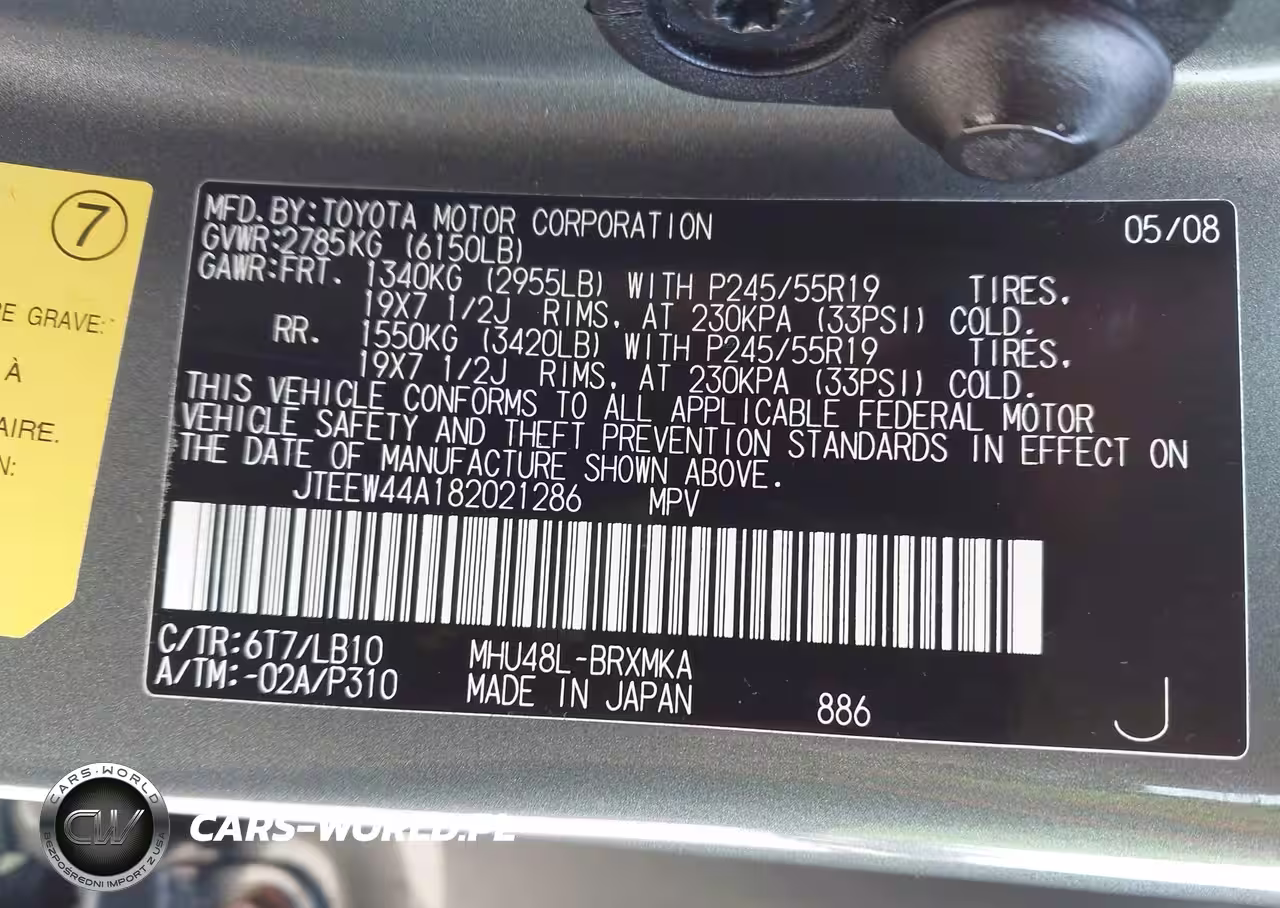 7
E GRAVE:
À
AIRE.
N:
MFD. BY:TOYOTA MOTOR CORPORATION 05/08
GVWR:2785KG (6150LB)
GAWR:FRT. 1340KG (2955LB) WITH P245/55R19 TIRES,
19X7 1/2J RIMS, AT 230KPA (33PSI) COLD.
RR. 1550KG (3420LB) WITH P245/55R19 TIRES,
19X7 1/2J RIMS, AT 230KPA (33PSI) COLD.
THIS VEHICLE CONFORMS TO ALL APPLICABLE FEDERAL MOTOR
VEHICLE SAFETY AND THEFT PREVENTION STANDARDS IN EFFECT ON
THE DATE OF MANUFACTURE SHOWN ABOVE.
JTEEW44A182021286 MPV
C/TR:6T7/LB10 MHU48L-BRXMKA
A/TM:-02A/P310 MADE IN JAPAN 886 J
CARS-WORLD
CW
BEZPOŚREDNI IMPORT Z USA
CARS-WORLD.PL